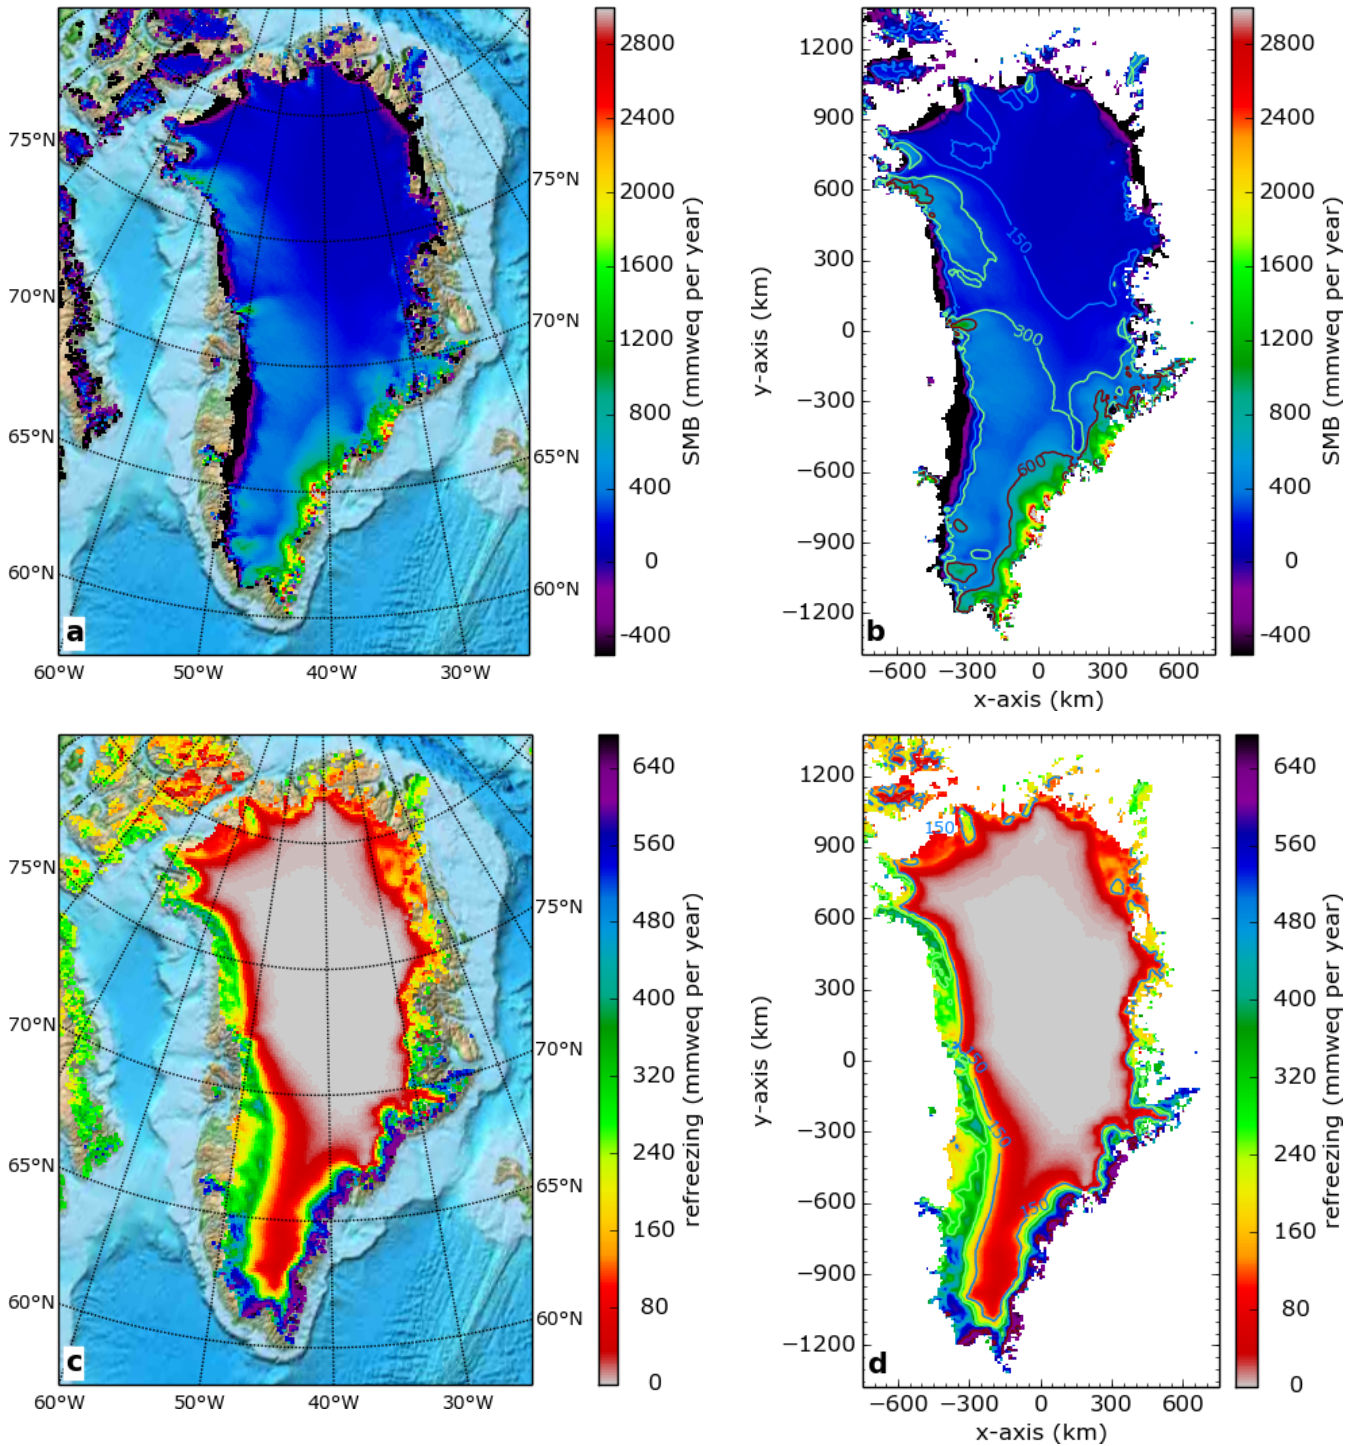 75°N
70°N
65°N
60°N
75°N
70°N
65°N
60°N
60°W
50°W
40°W
30°W
a
2800
2400
2000
1600
1200
800
400
0
-400
SMB (mmweq per year)
1200
900
600
300
0
−300
−600
−900
−1200
y-axis (km)
150
300
600
b
−600
−300
0
300
600
x-axis (km)
2800
2400
2000
1600
1200
800
400
0
-400
SMB (mmweq per year)
75°N
70°N
65°N
60°N
75°N
70°N
65°N
60°N
60°W
50°W
40°W
30°W
c
640
560
480
400
320
240
160
80
0
refreezing (mmweq per year)
1200
900
600
300
0
−300
−600
−900
−1200
y-axis (km)
150
150
150
150
d
−600
−300
0
300
600
x-axis (km)
640
560
480
400
320
240
160
80
0
refreezing (mmweq per year)